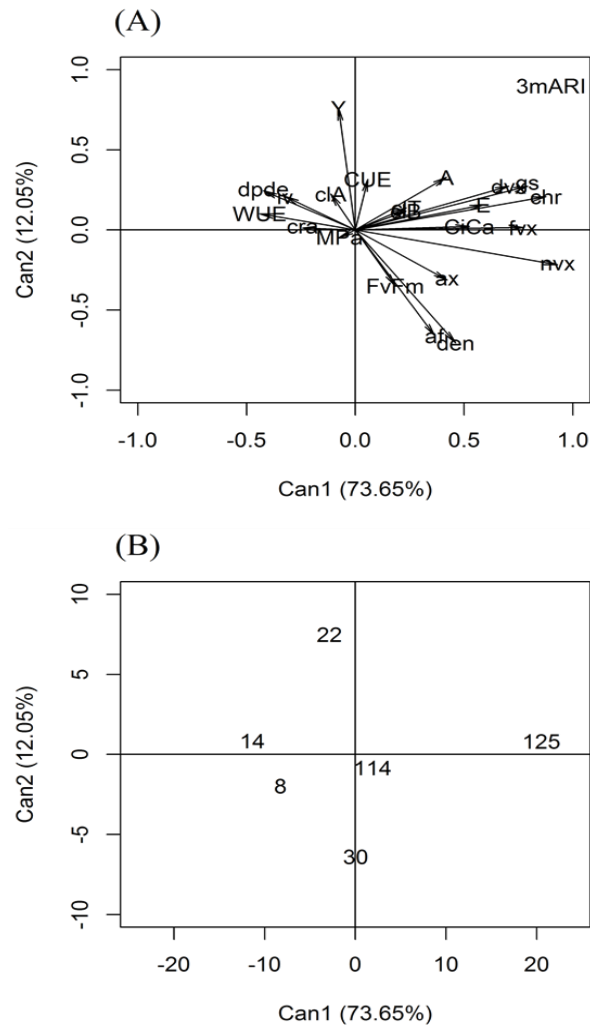 (A)
3mARI
1.0
0.5
0.0
-0.5
-1.0
Can2 (12.05%)
Y
CUE
A
dpde
clA
dvx
gs
chr
WUE
E
clB
cra
CiCa
fvx
MPa
nvx
FvFm
ax
afi
den
-1.0
-0.5
0.0
0.5
1.0
Can1 (73.65%)
(B)
10
5
0
-5
-10
Can2 (12.05%)
22
14
125
114
8
30
-20
-10
0
10
20
Can1 (73.65%)